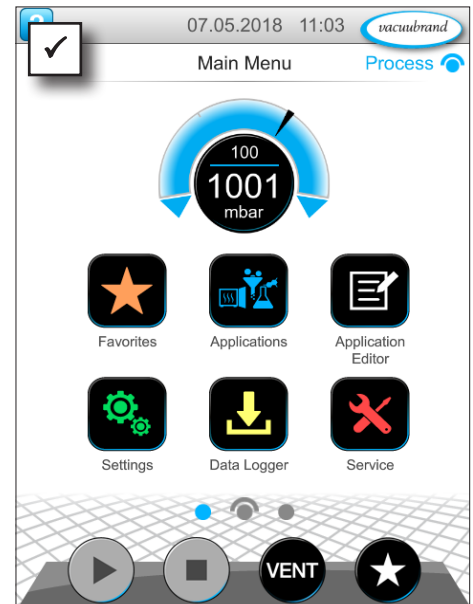 07.05.2018 11:03 vacuubrand
Main Menu Process
100
1001
mbar
Favorites Applications Application
Editor
Settings Data Logger Service
VENT